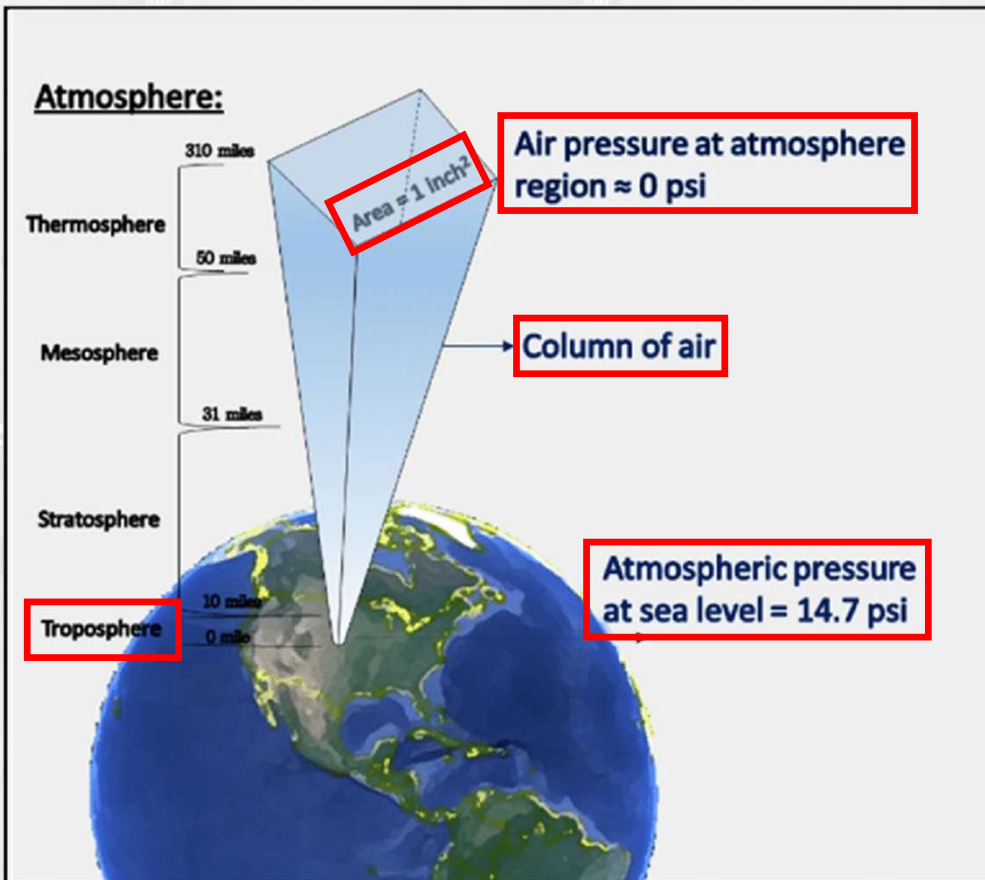 Atmosphere:
310 miles
Air pressure at atmosphere
region ≈ 0 psi
Area = 1 inch²
Thermosphere
50 miles
Mesosphere
Column of air
31 miles
Stratosphere
Atmospheric pressure
at sea level = 14.7 psi
10 miles
Troposphere
0 mile